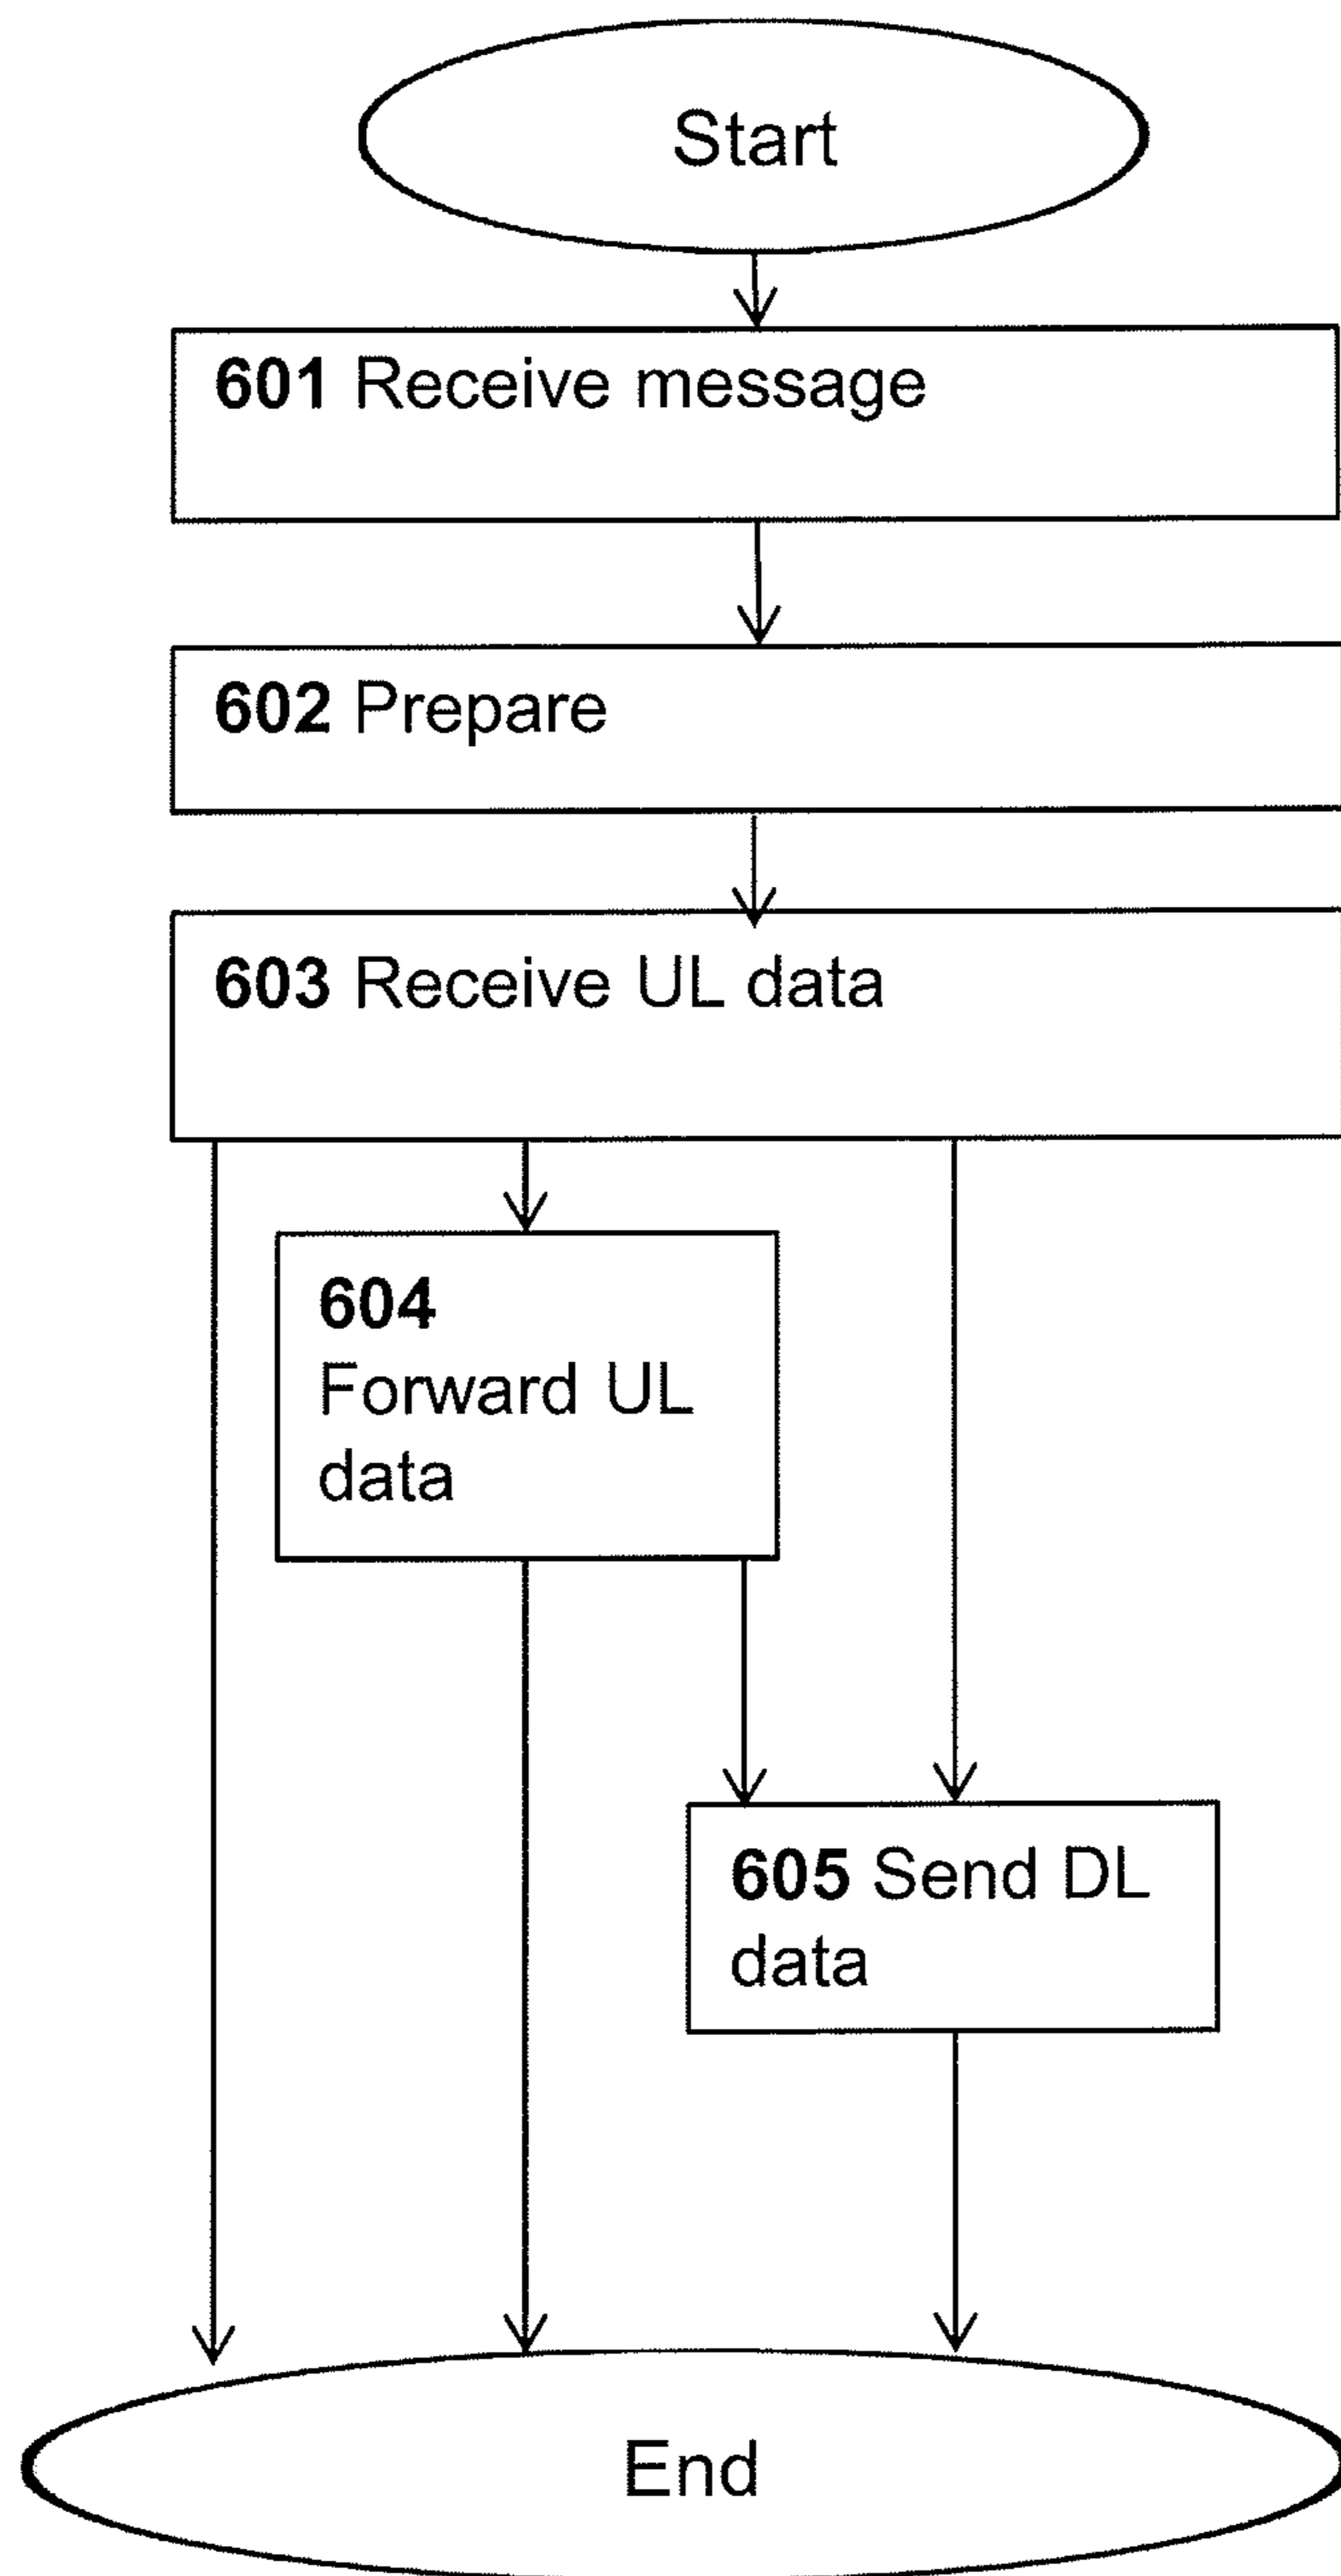 Start
601 Receive message
602 Prepare
603 Receive UL data
604
Forward UL
data
605 Send DL
data
End